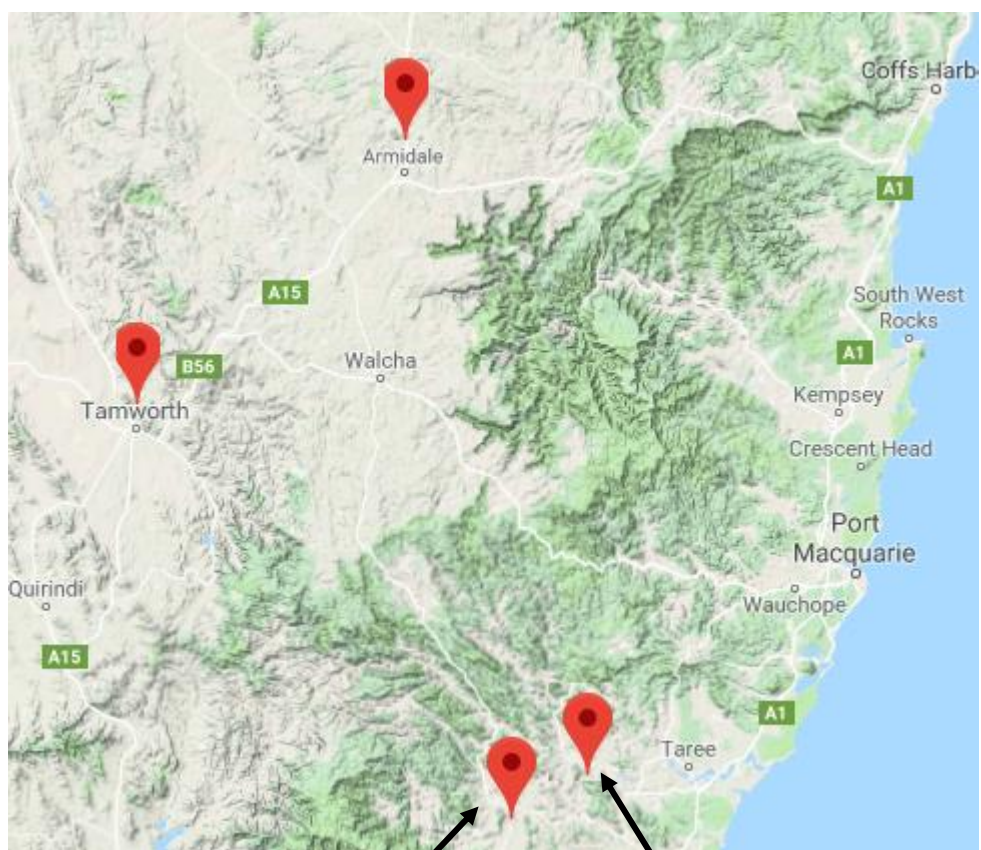 Coffs Harb
Armidale
A1
A15
South West
Rocks
A1
B56
Walcha
Kempsey
Tamworth
Crescent Head
Port
Macquarie
Quirindi
Wauchope
A15
A1
Taree